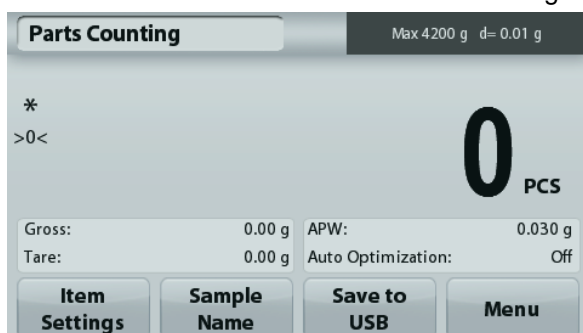 Parts Counting
Max 4200 g d= 0.01 g
*
>0<
0 PCS
Gross: 0.00 g APW: 0.030 g
Tare: 0.00 g Auto Optimization: Off
Item Settings
Sample Name
Save to USB
Menu